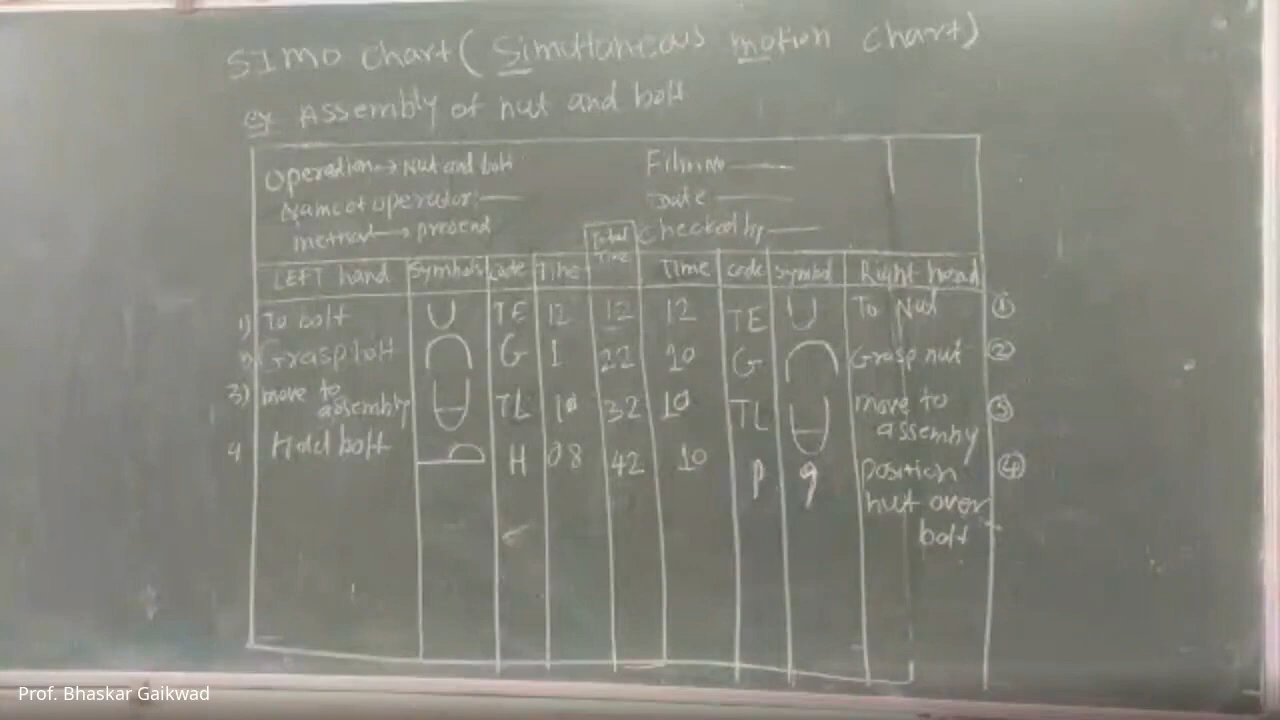 SIMO chart ( Simultaneous motion chart)
ex Assembly of nut and bolt
Operation → Nut and bolt Film no
Name of operator: Date
method → present Checked by
LEFT hand Symbols Code Time Total Time Time code symbol Right hand
1) To bolt TE 12 12 12 TE To Nut 1
2) Grasp bolt G 1 22 10 G Grasp nut 2
3) move to assembly TL 10 32 10 TL move to assemny 3
4 Hold bolt H 08 42 10 P position nut over bolt 4
Prof. Bhaskar Gaikwad